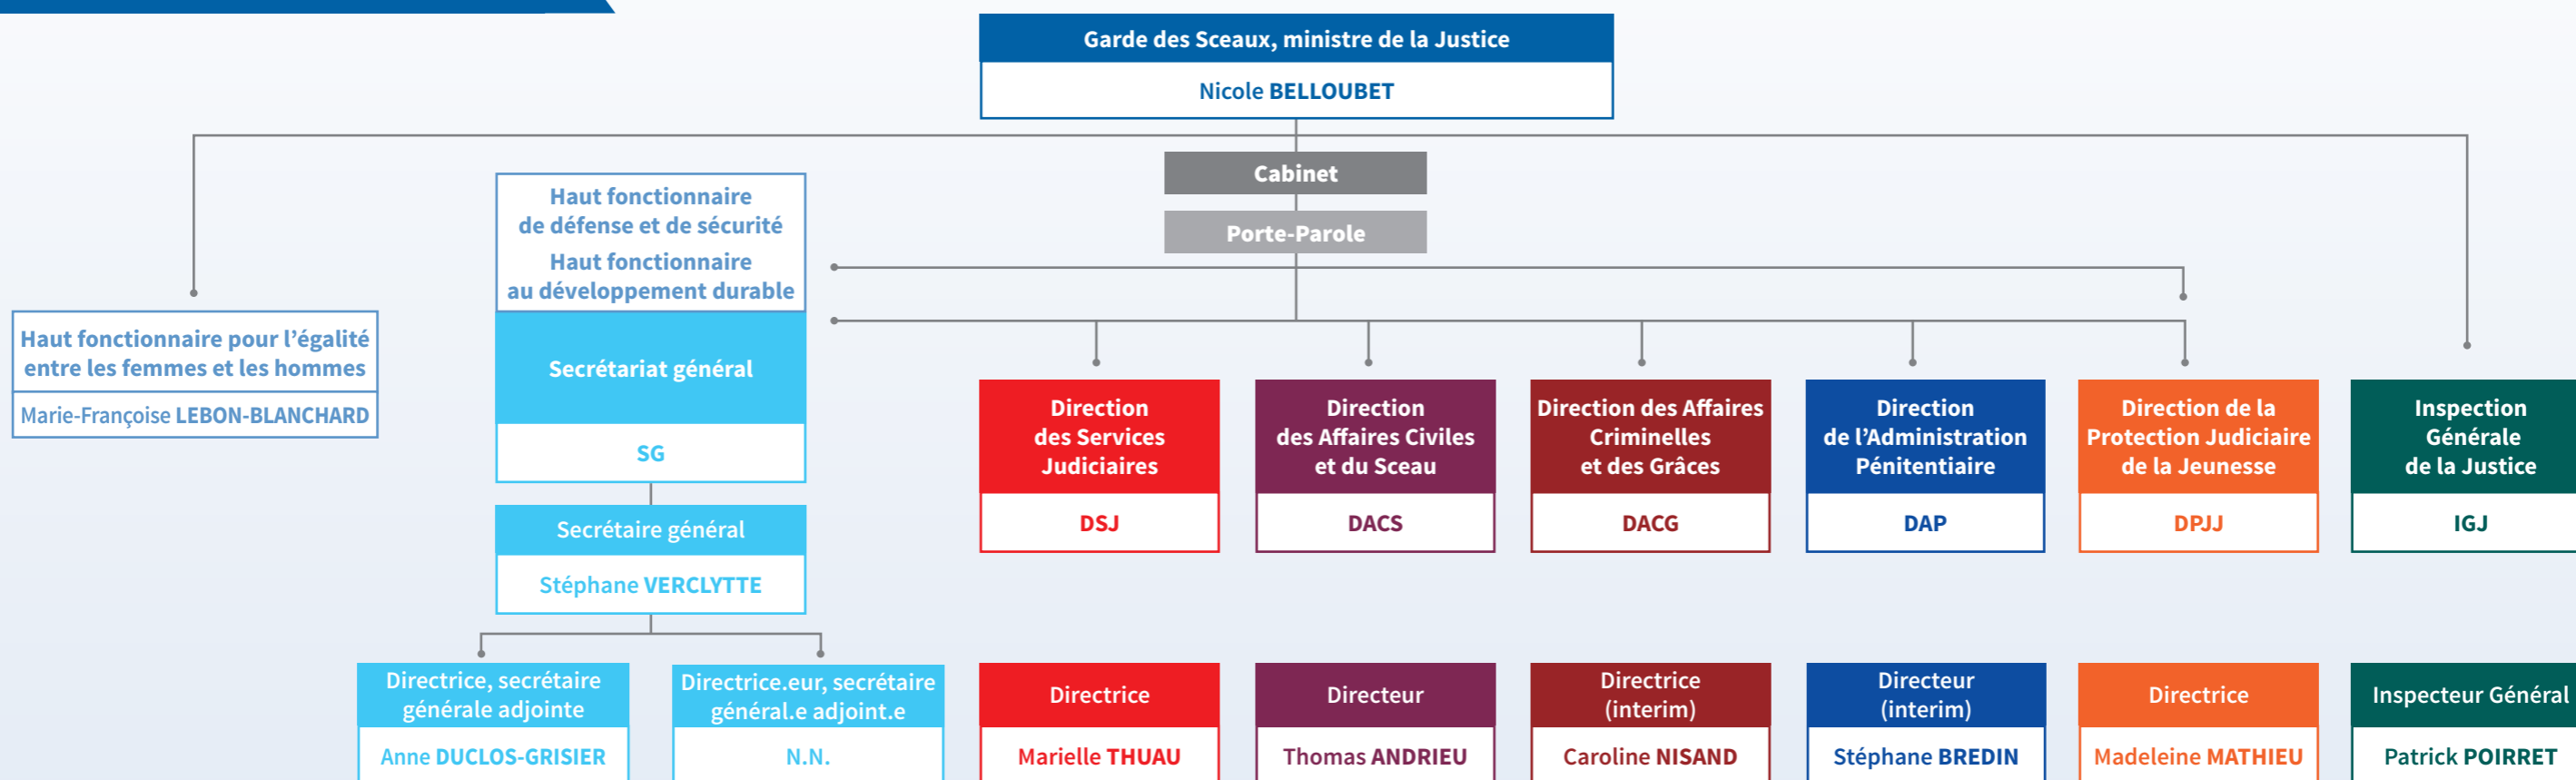 Garde des Sceaux, ministre de la Justice
Nicole BELLOUBET
Cabinet
Porte-Parole
Haut fonctionnaire
de défense et de sécurité
Haut fonctionnaire
au développement durable
Haut fonctionnaire pour l’égalité
entre les femmes et les hommes
Marie-Françoise LEBON-BLANCHARD
Secrétariat général
SG
Secrétaire général
Stéphane VERCLYTTE
Directrice, secrétaire
générale adjointe
Anne DUCLOS-GRISIER
Directrice.eur, secrétaire
général.e adjoint.e
N.N.
Direction
des Services
Judiciaires
DSJ
Directrice
Marielle THUAU
Direction
des Affaires Civiles
et du Sceau
DACS
Directeur
Thomas ANDRIEU
Direction des Affaires
Criminelles
et des Grâces
DACG
Directrice
(interim)
Caroline NISAND
Direction
de l’Administration
Pénitentiaire
DAP
Directeur
(interim)
Stéphane BREDIN
Direction de la
Protection Judiciaire
de la Jeunesse
DPJJ
Directrice
Madeleine MATHIEU
Inspection
Générale
de la Justice
IGJ
Inspecteur Général
Patrick POIRRET